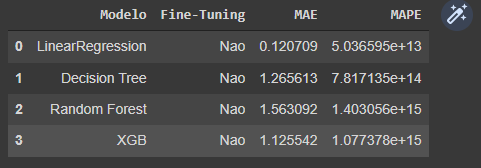 Modelo Fine-Tuning MAE MAPE
0 LinearRegression Nao 0.120709 5.036595e+13
1 Decision Tree Nao 1.265613 7.817135e+14
2 Random Forest Nao 1.563092 1.403056e+15
3 XGB Nao 1.125542 1.077378e+15